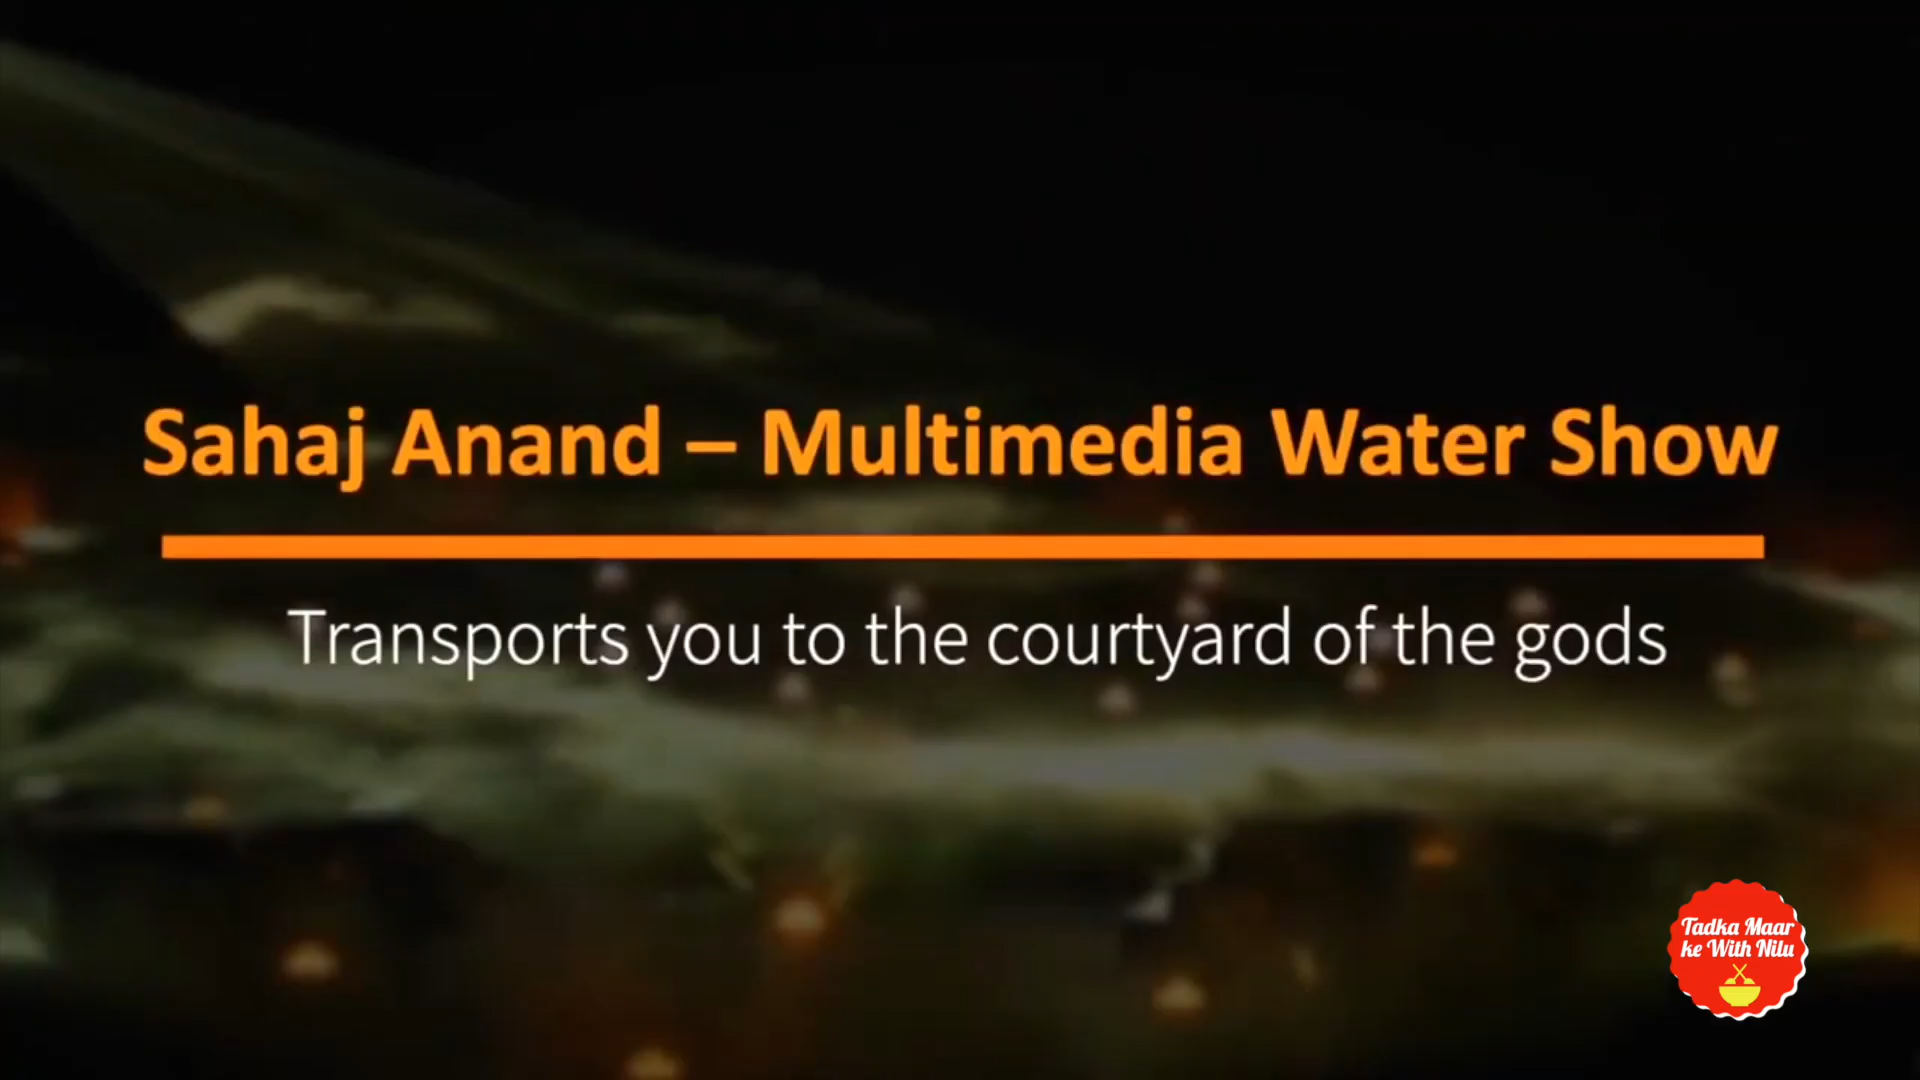 Sahaj Anand – Multimedia Water Show
Transports you to the courtyard of the gods
Tadka Maar
ke With Nilu